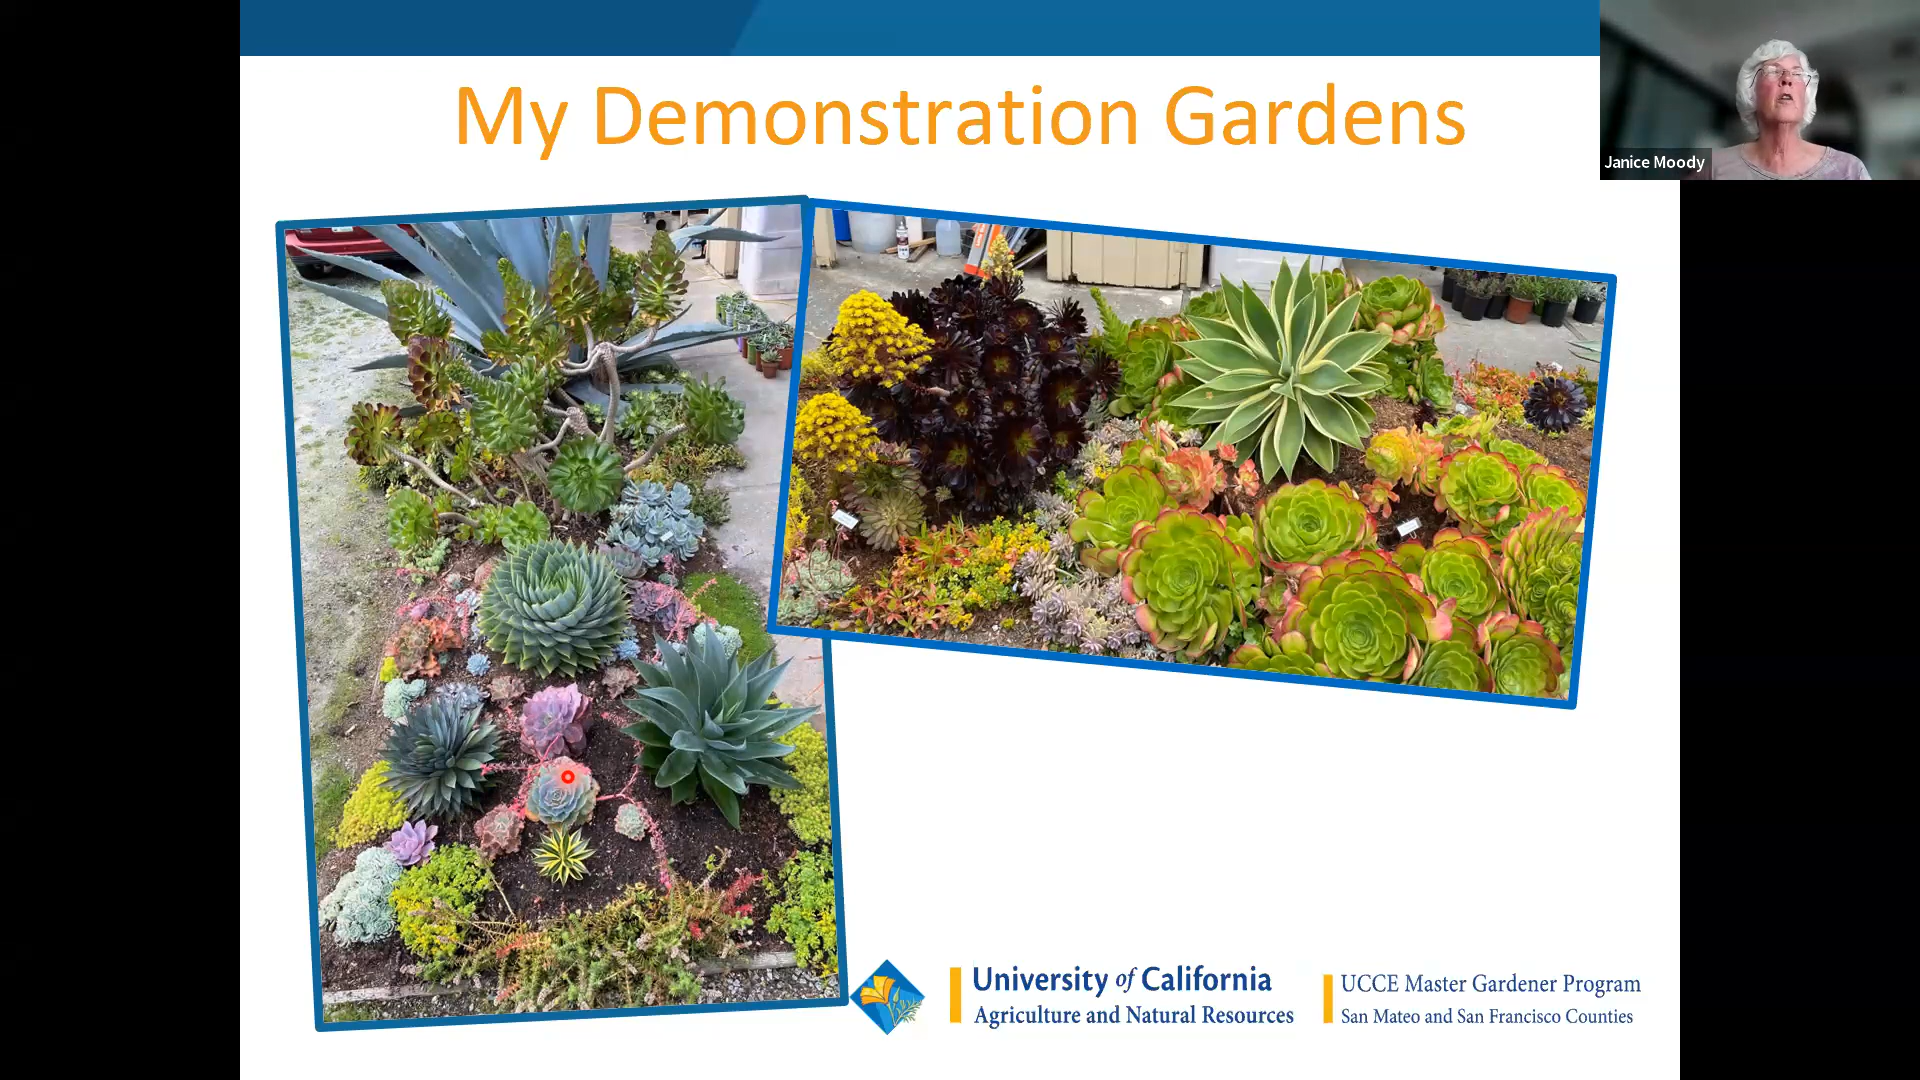 My Demonstration Gardens
Janice Moody
University of California
Agriculture and Natural Resources
UCCE Master Gardener Program
San Mateo and San Francisco Counties